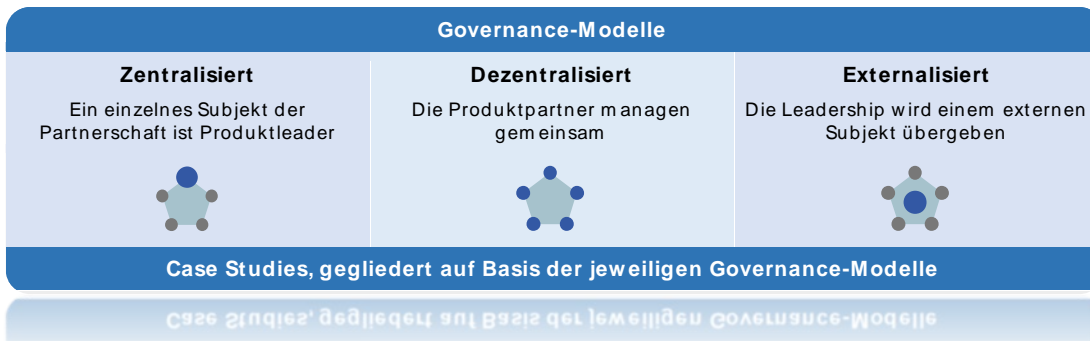 Governance-Modelle
Zentralisiert
Ein einzelnes Subjekt der
Partnerschaft ist Produktleader
Dezentralisiert
Die Produktpartner managen
gemeinsam
Externalisiert
Die Leadership wird einem externen
Subjekt übergeben
Case Studies, gegliedert auf Basis der jeweiligen Governance-Modelle